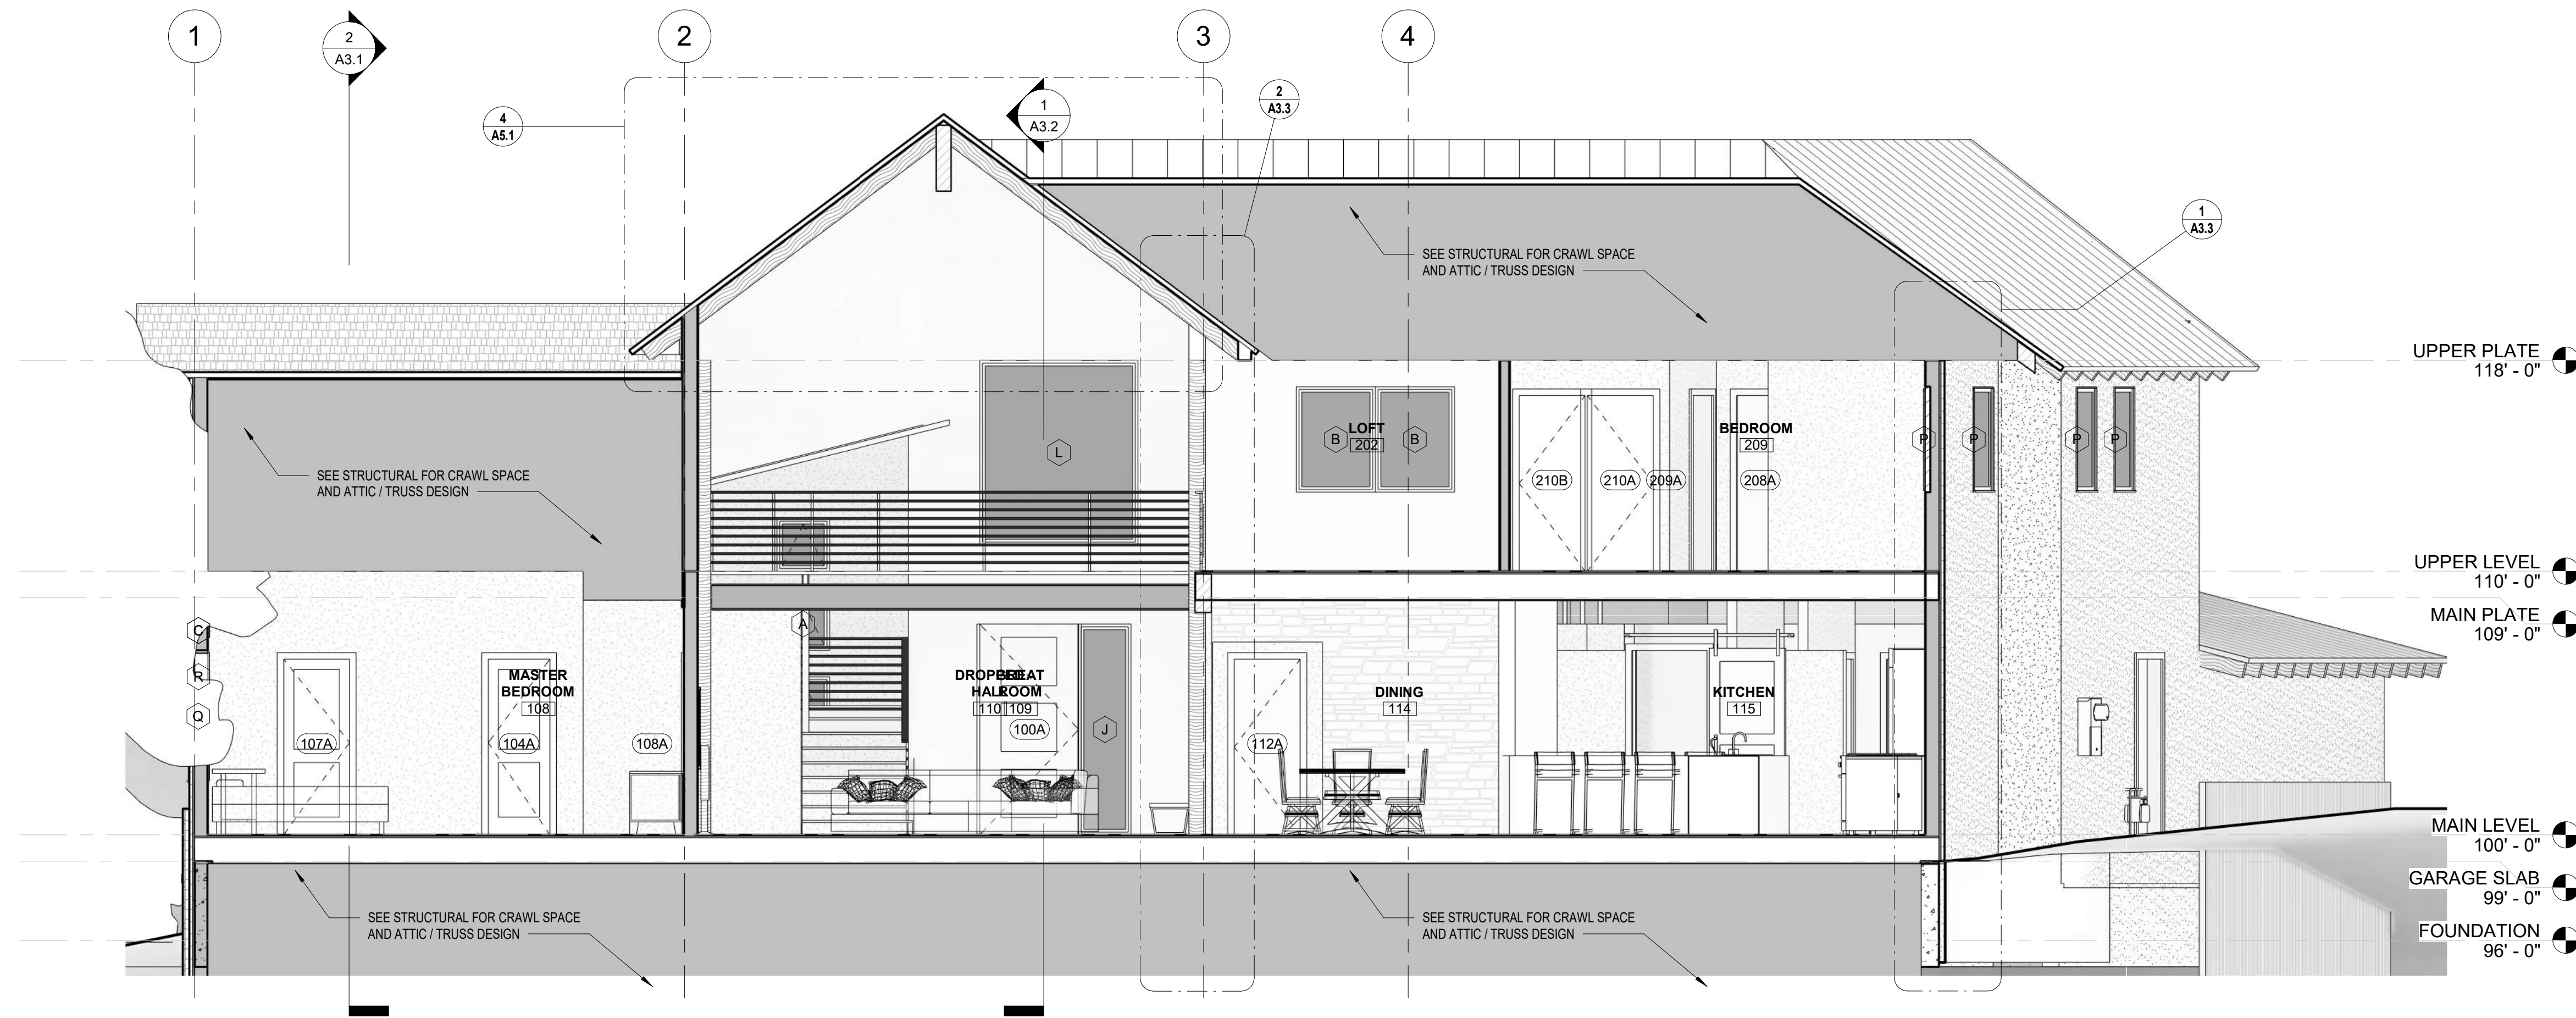 1
2
A3.1
2
3
4
4
A5.1
1
A3.2
2
A3.3
1
A3.3
SEE STRUCTURAL FOR CRAWL SPACE
AND ATTIC / TRUSS DESIGN
UPPER PLATE
118' - 0"
L
B
LOFT
202
B
BEDROOM
209
P
P
P
P
SEE STRUCTURAL FOR CRAWL SPACE
AND ATTIC / TRUSS DESIGN
210B
210A
209A
208A
UPPER LEVEL
110' - 0"
MAIN PLATE
109' - 0"
C
A
R
Q
MASTER
BEDROOM
108
DROPPED
HALL
110
GREAT
ROOM
109
DINING
114
KITCHEN
115
107A
104A
108A
100A
J
112A
MAIN LEVEL
100' - 0"
GARAGE SLAB
99' - 0"
SEE STRUCTURAL FOR CRAWL SPACE
AND ATTIC / TRUSS DESIGN
SEE STRUCTURAL FOR CRAWL SPACE
AND ATTIC / TRUSS DESIGN
FOUNDATION
96' - 0"